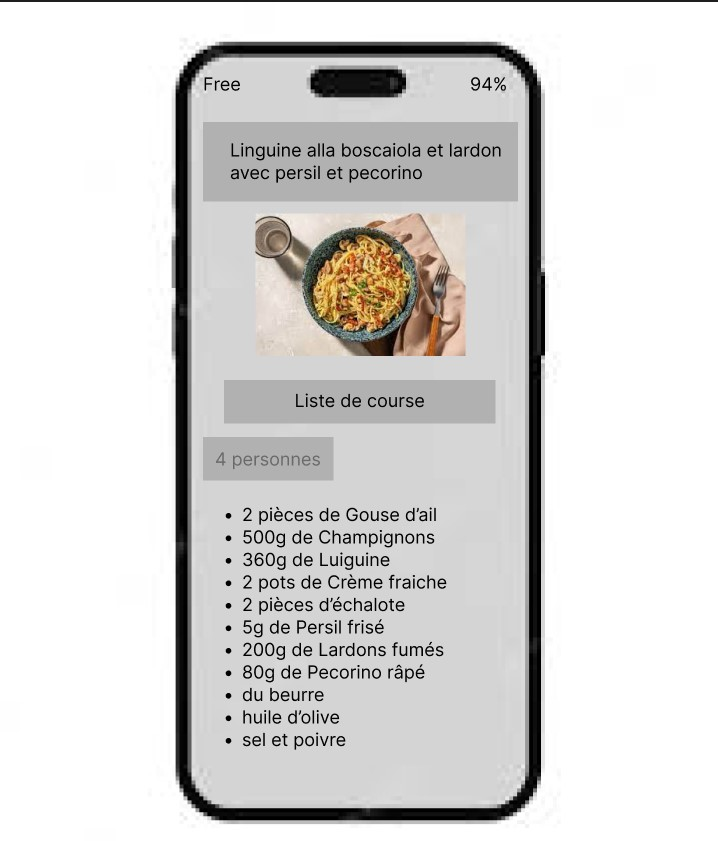 Free
94%
Linguine alla boscaiola et lardon
avec persil et pecorino
Liste de course
4 personnes
• 2 pièces de Gouse d’ail
• 500g de Champignons
• 360g de Luiguine
• 2 pots de Crème fraiche
• 2 pièces d’échalote
• 5g de Persil frisé
• 200g de Lardons fumés
• 80g de Pecorino râpé
• du beurre
• huile d’olive
• sel et poivre